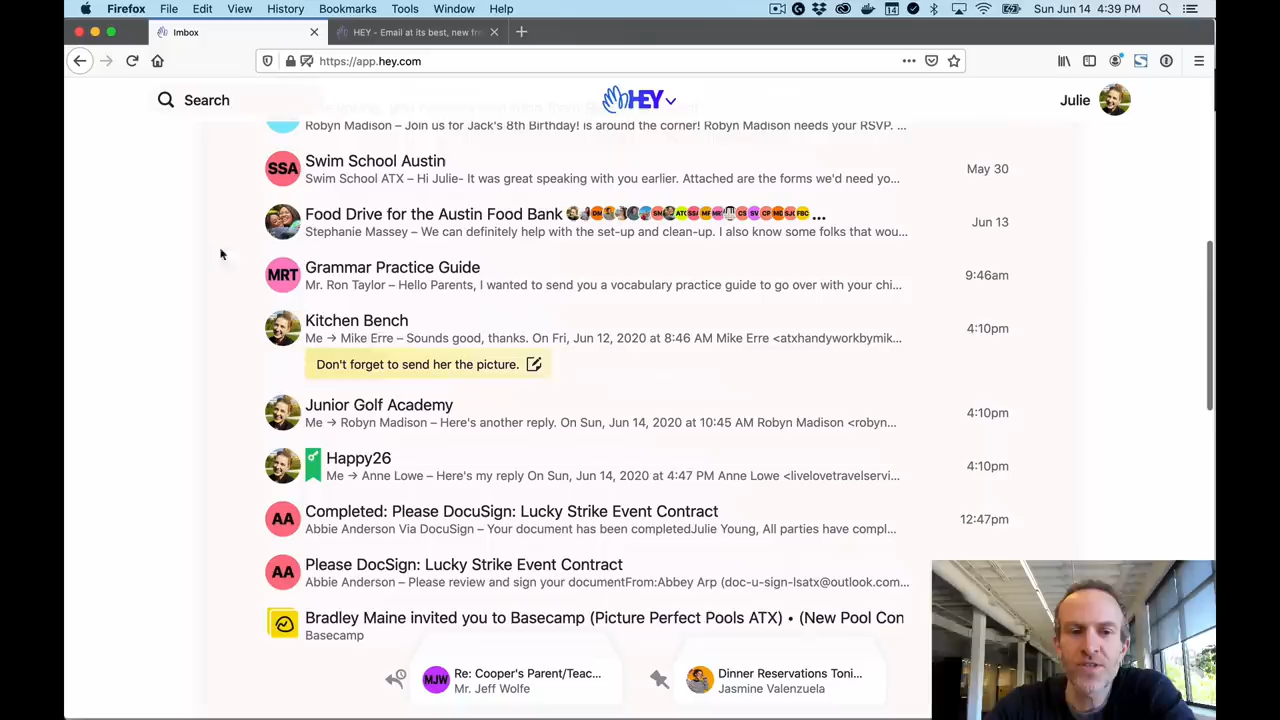 Firefox File Edit View History Bookmarks Tools Window Help
14
Sun Jun 14 4:39 PM
Imbox
HEY - Email at its best, new fr
https://app.hey.com
Search
HEY
Julie
Robyn Madison – Join us for Jack's 8th Birthday! is around the corner! Robyn Madison needs your RSVP. ...
SSA
Swim School Austin
Swim School ATX – Hi Julie- It was great speaking with you earlier. Attached are the forms we'd need yo...
May 30
Food Drive for the Austin Food Bank
...
Stephanie Massey – We can definitely help with the set-up and clean-up. I also know some folks that wou...
Jun 13
MRT
Grammar Practice Guide
Mr. Ron Taylor – Hello Parents, I wanted to send you a vocabulary practice guide to go over with your chi...
9:46am
Kitchen Bench
Me → Mike Erre – Sounds good, thanks. On Fri, Jun 12, 2020 at 8:46 AM Mike Erre <atxhandyworkbymik...
4:10pm
Don't forget to send her the picture.
Junior Golf Academy
Me → Robyn Madison – Here's another reply. On Sun, Jun 14, 2020 at 10:45 AM Robyn Madison <robyn...
4:10pm
Happy26
Me → Anne Lowe – Here's my reply On Sun, Jun 14, 2020 at 4:47 PM Anne Lowe <livelovetravelservi...
4:10pm
AA
Completed: Please DocuSign: Lucky Strike Event Contract
Abbie Anderson Via DocuSign – Your document has been completedJulie Young, All parties have compl...
12:47pm
AA
Please DocSign: Lucky Strike Event Contract
Abbie Anderson – Please review and sign your documentFrom:Abbey Arp (doc-u-sign-lsatx@outlook.com...
Bradley Maine invited you to Basecamp (Picture Perfect Pools ATX) • (New Pool Con
Basecamp
MJW
Re: Cooper's Parent/Teac...
Mr. Jeff Wolfe
Dinner Reservations Toni...
Jasmine Valenzuela